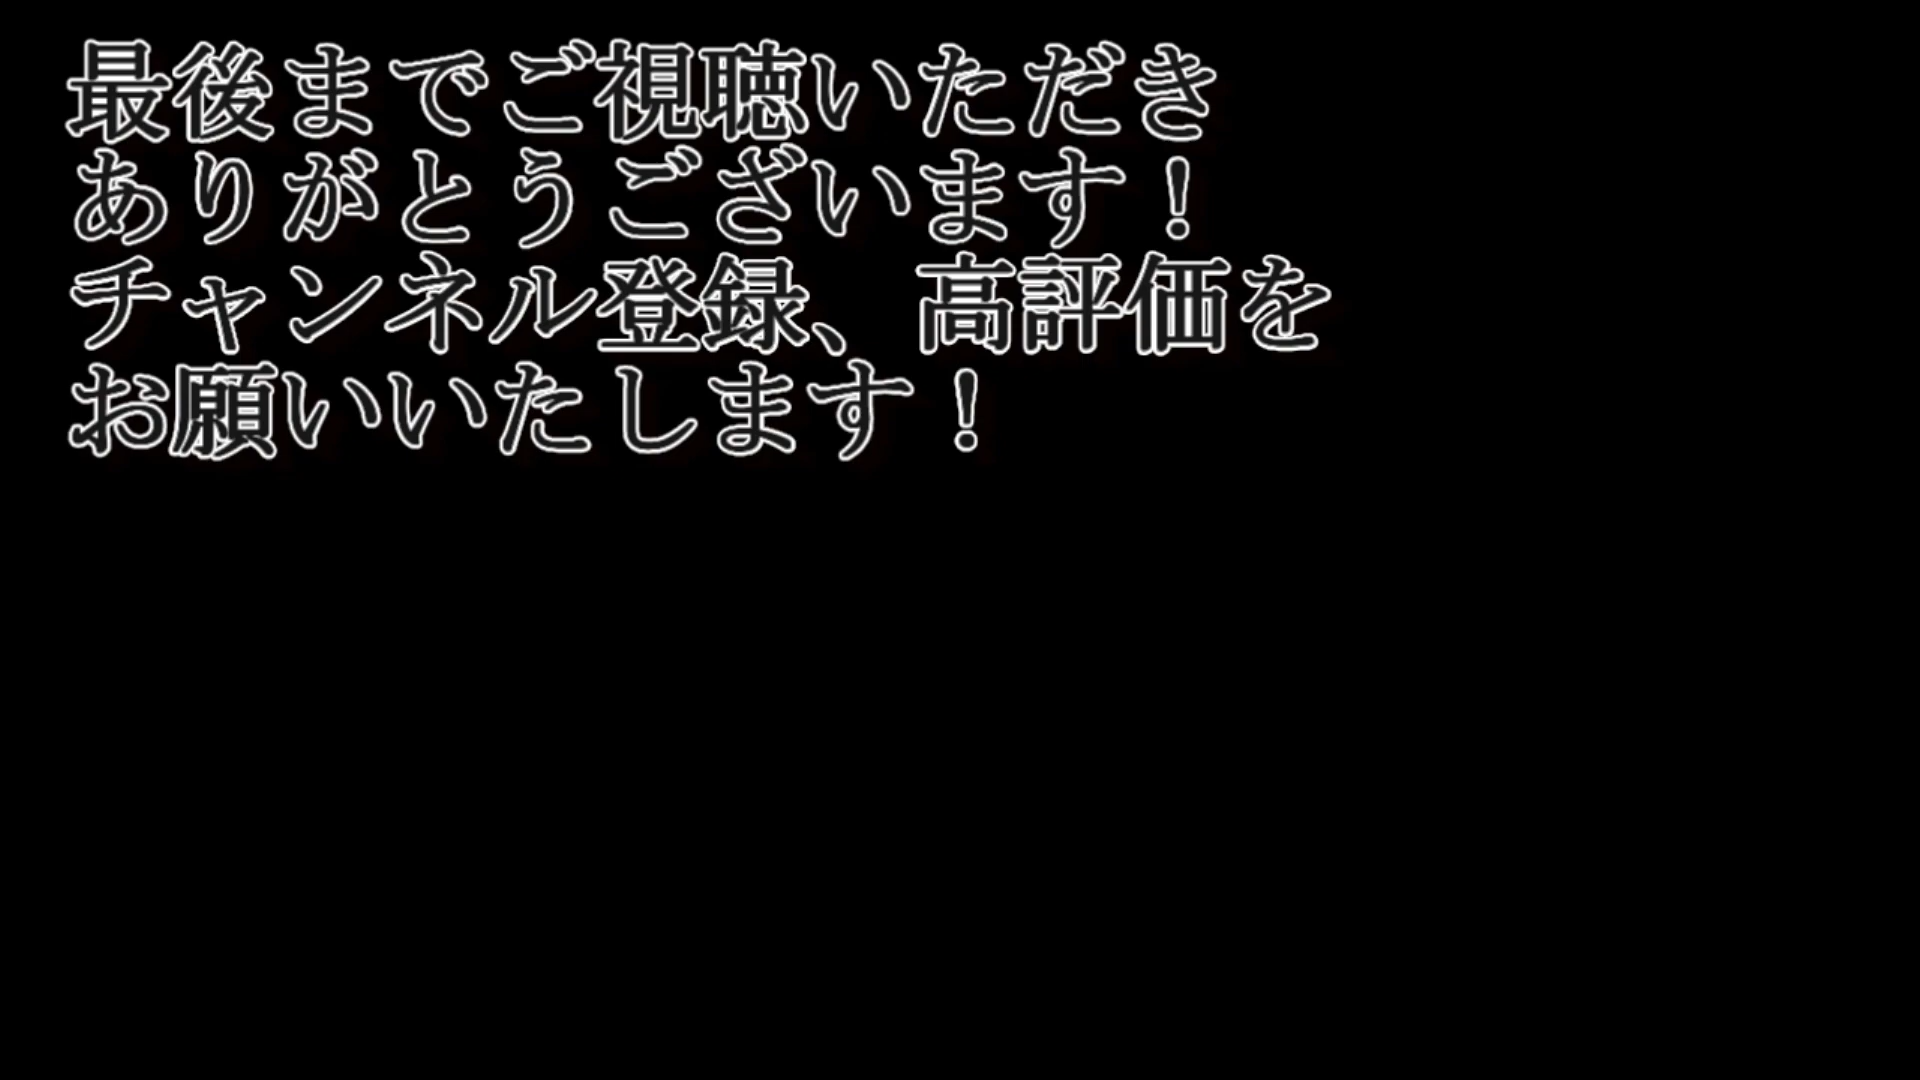 最後までご視聴いただき
ありがとうございます！
チャンネル登録、高評価を
お願いいたします！